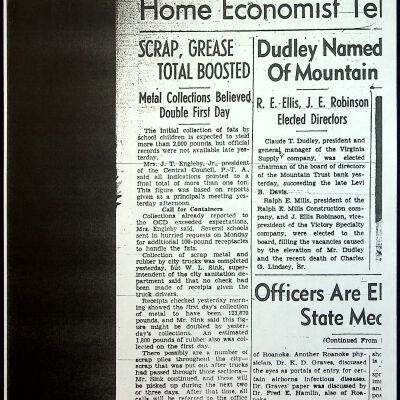 Home Economist Tel
SCRAP, GREASE
TOTAL BOOSTED
Metal Collections Believed
Double First Day
The initial collection of fats by
school children is expected to yield
more than 2,000 pounds, but official
records were not available late yes-
terday.
Mrs. J. T. Engleby, Jr., president
of the Central Council, P.-T. A.,
said all indications pointed to a
final total of more than one ton.
This figure was based on reports
given at a principal's meeting yes-
terday afternoon.
Call for Containers
Collections already reported to
the OCD exceeded expectations,
Mrs. Engleby said. Several schools
sent in hurried requests on Monday
for additional 100-pound receptacles
to handle the fats.
Collection of scrap metal and
rubber by city trucks was completed
yesterday, but W. L. Sink, super-
intendent of the city sanitation de-
partment said that no check had
been made of receipts given the
truck drivers.
Receipts checked yesterday morn-
ing showed the first day's collection
of metal to have been 123,670
pounds, and Mr. Sink said this fig-
ure might be doubled by yester-
day's collections. An estimated
1,800 pounds of rubber also was col-
lected on the first day.
There possibly are a number of
scrap piles throughout the city—
scrap that was put out after trucks
had passed through those sections—
Mr. Sink continued, and these will
be picked up during the next two
or three days. After that time, all
calls will be referred to the office
Dudley Named
Of Mountain
R. E. Ellis, J. E. Robinson
Elected Directors
Claude T. Dudley, president and
general manager of the Virginia
Supply company, was elected
chairman of the board of directors
of the Mountain Trust bank yes-
terday, succeeding the late Levi
B. Davis.
Ralph E. Mills, president of the
Ralph E. Mills Construction com-
pany, and J. Ellis Robinson, vice-
president of the Victory Specialty
company, were elected to the
board, filling the vacancies caused
by the elevation of Mr. Dudley
and the recent death of Charles
G. Lindsey, Sr.
Officers Are El
State Med
(Continued From
of Roanoke. Another Roanoke phy-
sician, Dr. K. D. Graves, discussed
the eyes as portals of entry for cer-
tain airborne infectious diseases.
Dr. Graves' paper was discussed by
Dr. Fred E. Hamlin, also of Roa-
noke.